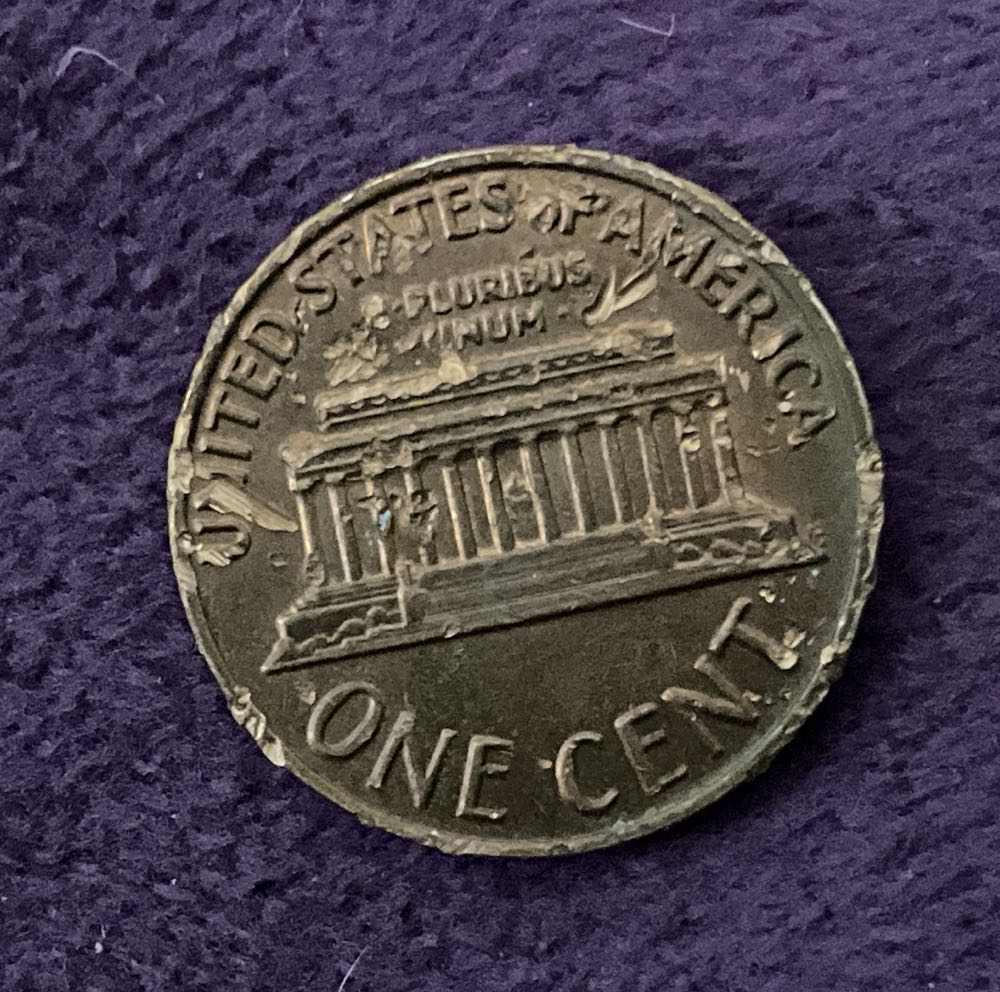 UNITED STATES OF AMERICA
PLURIBUS
UNUM
ONE CENT